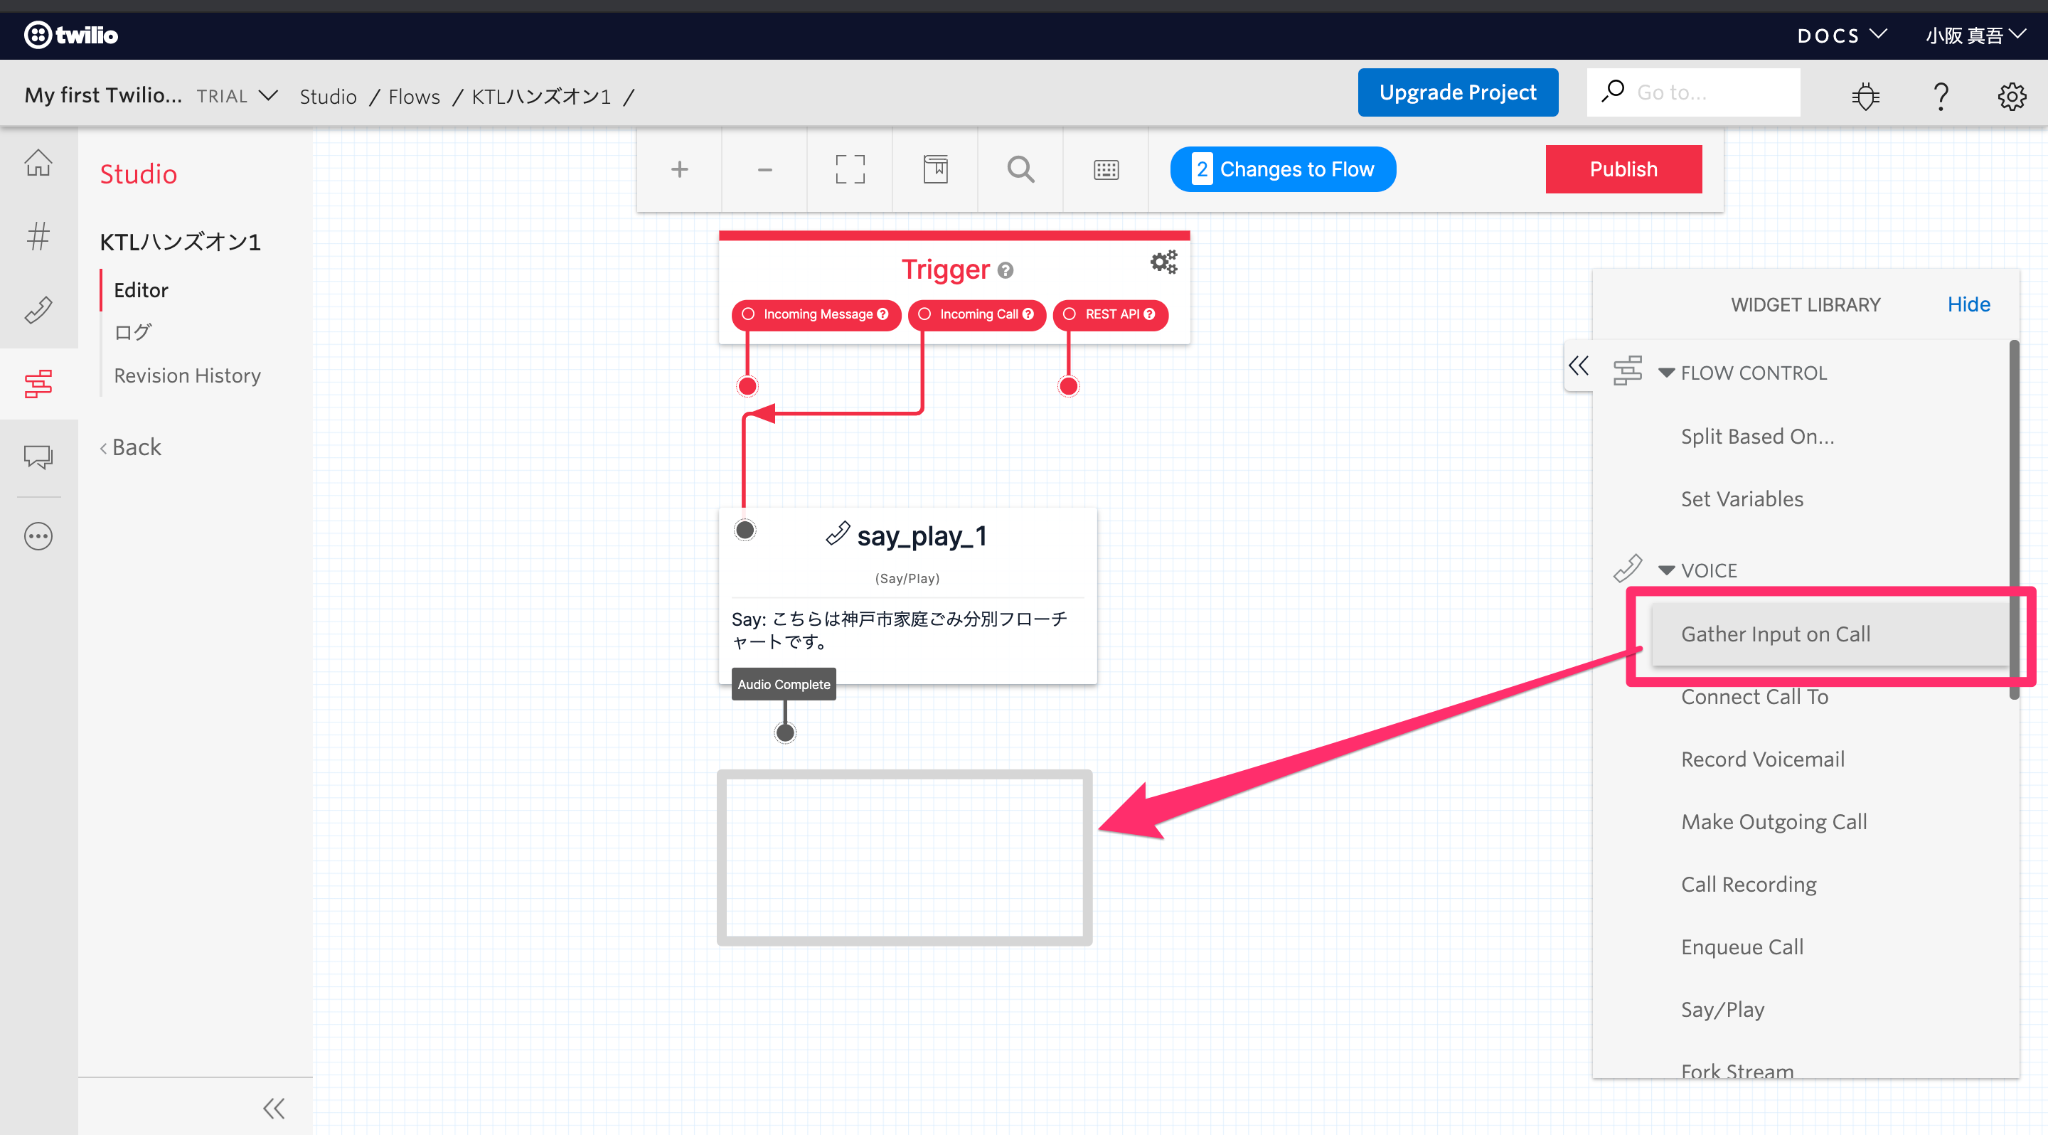 twilio
DOCS
小阪 真吾
My first Twilio... TRIAL
Studio / Flows / KTLハンズオン1 /
Upgrade Project
Go to...
Studio
KTLハンズオン1
Editor
ログ
Revision History
Back
2 Changes to Flow
Publish
Trigger
Incoming Message
Incoming Call
REST API
say_play_1
(Say/Play)
Say: こちらは神戸市家庭ごみ分別フローチ
ャートです。
Audio Complete
WIDGET LIBRARY
Hide
FLOW CONTROL
Split Based On...
Set Variables
VOICE
Gather Input on Call
Connect Call To
Record Voicemail
Make Outgoing Call
Call Recording
Enqueue Call
Say/Play
Fork Stream